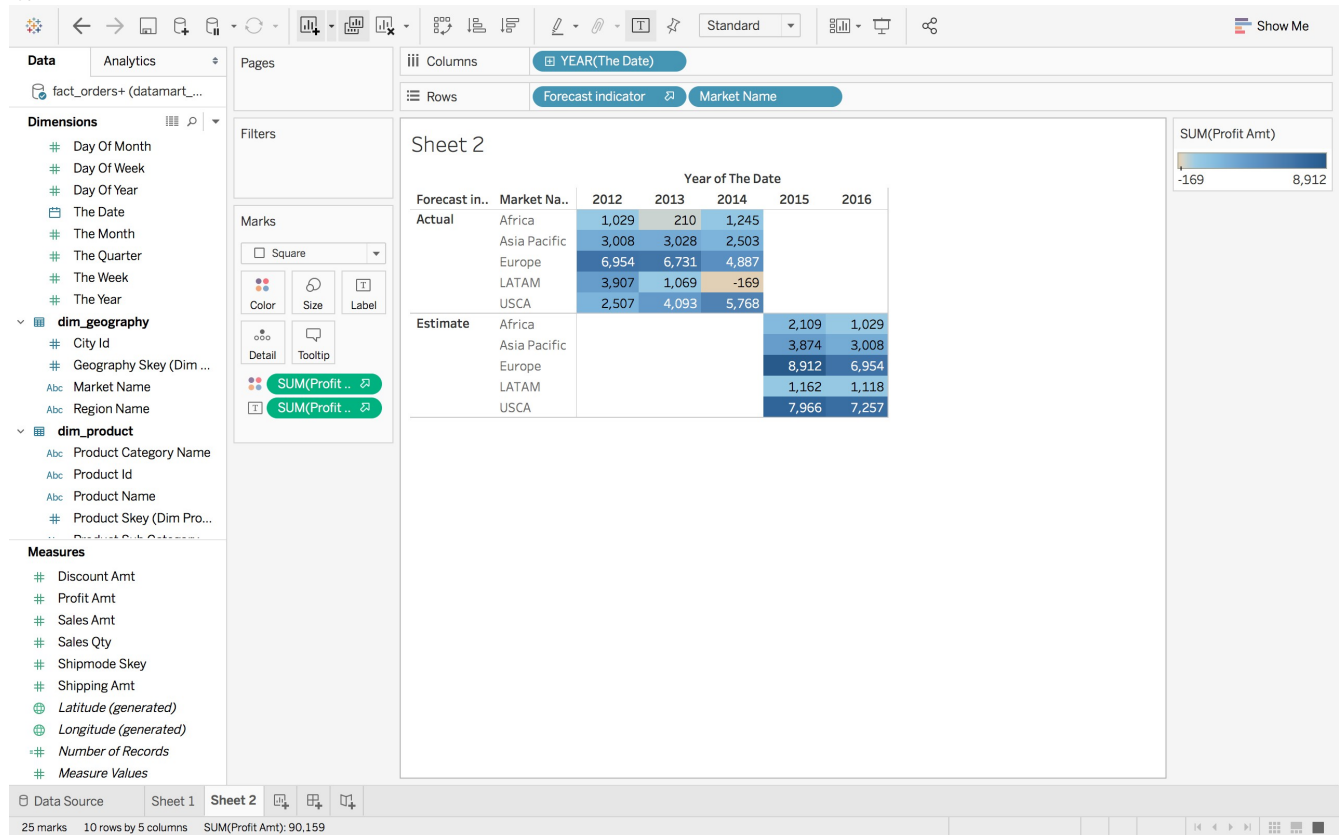 Standard
Show Me
Data Analytics
fact_orders+ (datamart_...
Dimensions
Day Of Month
Day Of Week
Day Of Year
The Date
The Month
The Quarter
The Week
The Year
dim_geography
City Id
Geography Skey (Dim ...
Abc Market Name
Abc Region Name
dim_product
Abc Product Category Name
Abc Product Id
Abc Product Name
Product Skey (Dim Pro...
Measures
Discount Amt
Profit Amt
Sales Amt
Sales Qty
Shipmode Skey
Shipping Amt
Latitude (generated)
Longitude (generated)
Number of Records
Measure Values
Pages
Filters
Marks
Square
Color Size Label
Detail Tooltip
SUM(Profit ..
SUM(Profit ..
Columns YEAR(The Date)
Rows Forecast indicator Market Name
Sheet 2
Year of The Date
Forecast in.. Market Na.. 2012 2013 2014 2015 2016
Actual Africa 1,029 210 1,245
Asia Pacific 3,008 3,028 2,503
Europe 6,954 6,731 4,887
LATAM 3,907 1,069 -169
USCA 2,507 4,093 5,768
Estimate Africa 2,109 1,029
Asia Pacific 3,874 3,008
Europe 8,912 6,954
LATAM 1,162 1,118
USCA 7,966 7,257
SUM(Profit Amt)
-169 8,912
Data Source Sheet 1 Sheet 2
25 marks 10 rows by 5 columns SUM(Profit Amt): 90,159